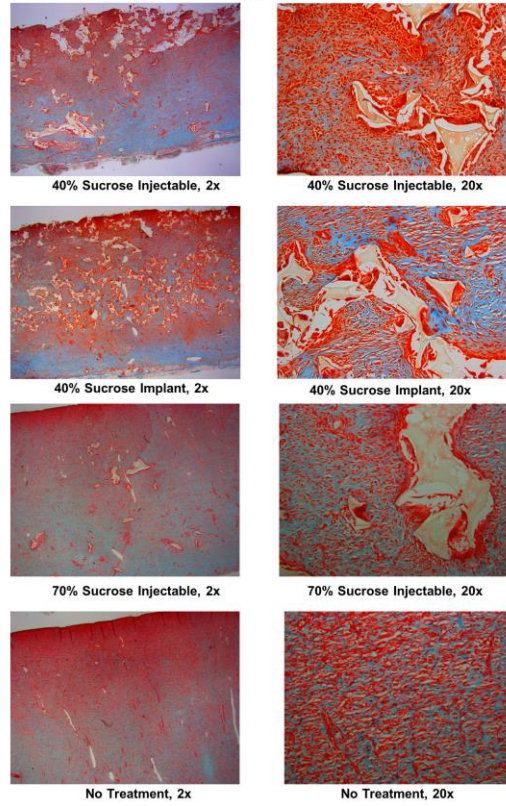 40% Sucrose Injectable, 2x
40% Sucrose Injectable, 20x
40% Sucrose Implant, 2x
40% Sucrose Implant, 20x
70% Sucrose Injectable, 2x
70% Sucrose Injectable, 20x
No Treatment, 2x
No Treatment, 20x